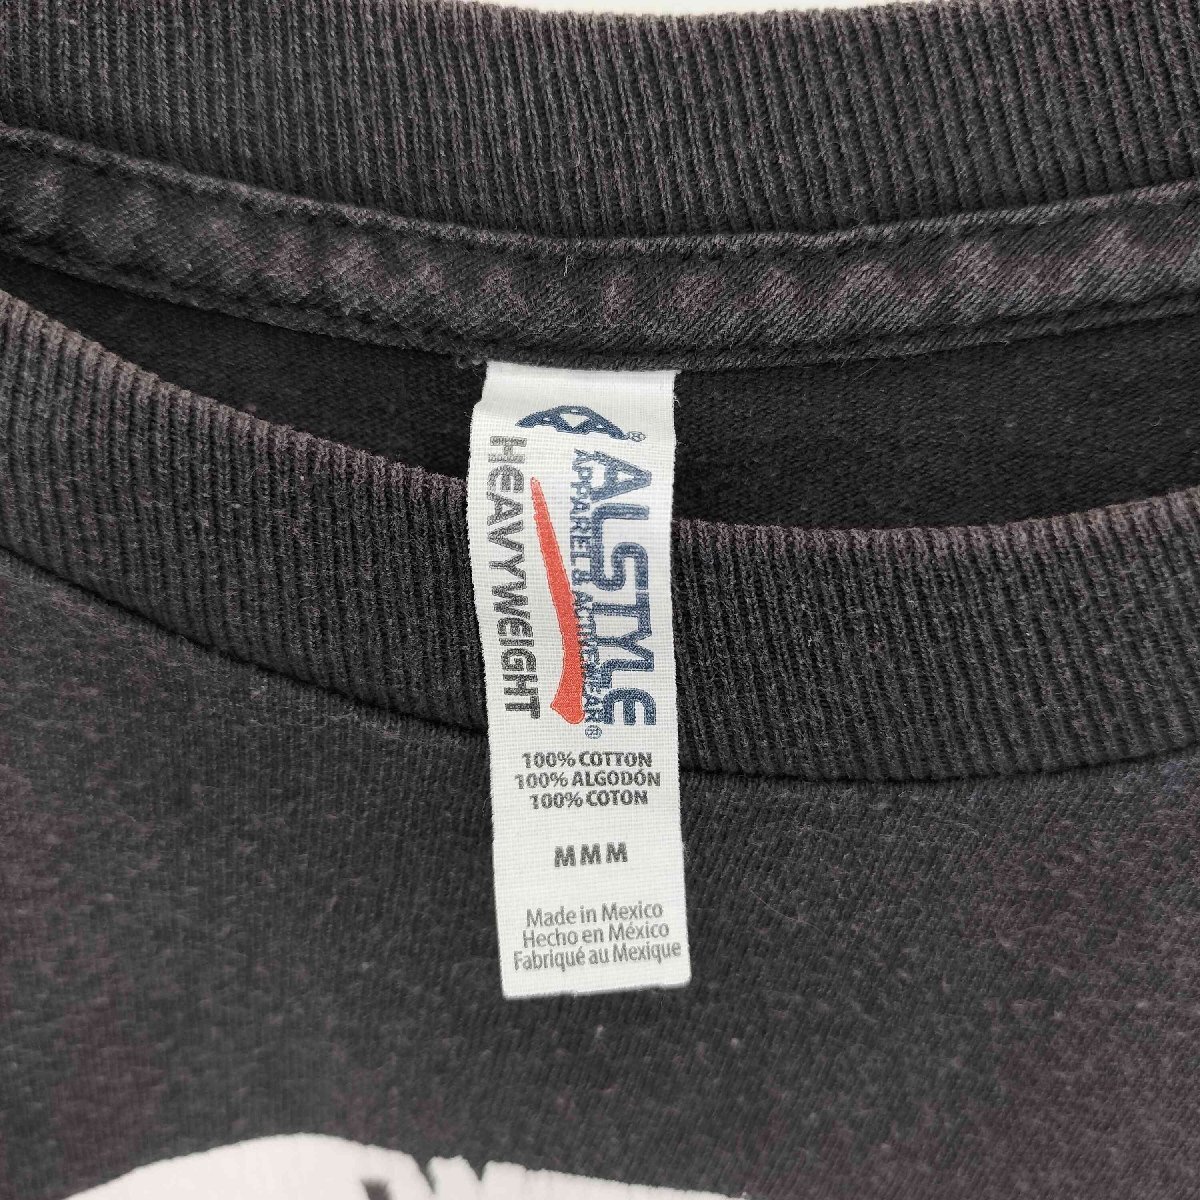 ALSTYLE
APPAREL & ACTIVEWEAR®
HEAVYWEIGHT
100% COTTON
100% ALGODÓN
100% COTON
M M M
Made in Mexico
Hecho en México
Fabriqué au Mexique